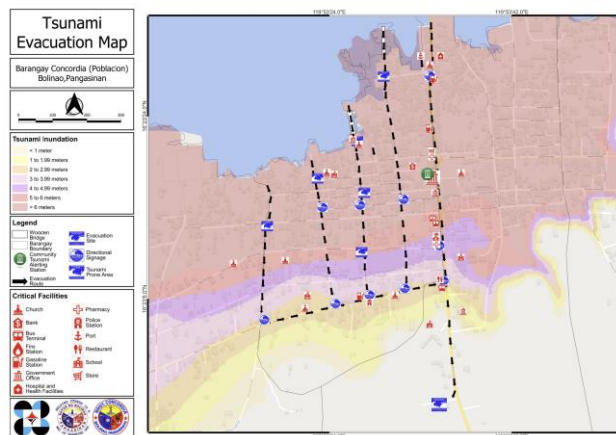 Tsunami
Evacuation Map
Barangay Concordia (Poblacion)
Bolinao,Pangasinan
Tsunami Inundation
< 1 meter
1 to 1.99 meters
2 to 2.99 meters
3 to 3.99 meters
4 to 4.99 meters
5 to 6 meters
> 6 meters
Legend
Wooden
Bridge
Barangay
Boundary
Community
Tsunami
Alerting
Station
Evacuation
Route
Evacuation
Site
Directional
Signage
Tsunami
Prone Area
Critical Facilities
Church
Bank
Bus
Terminal
Fire
Station
Gasoline
Station
Government
Office
Hospital and
Health Facilities
Pharmacy
Police
Station
Port
Restaurant
School
Store